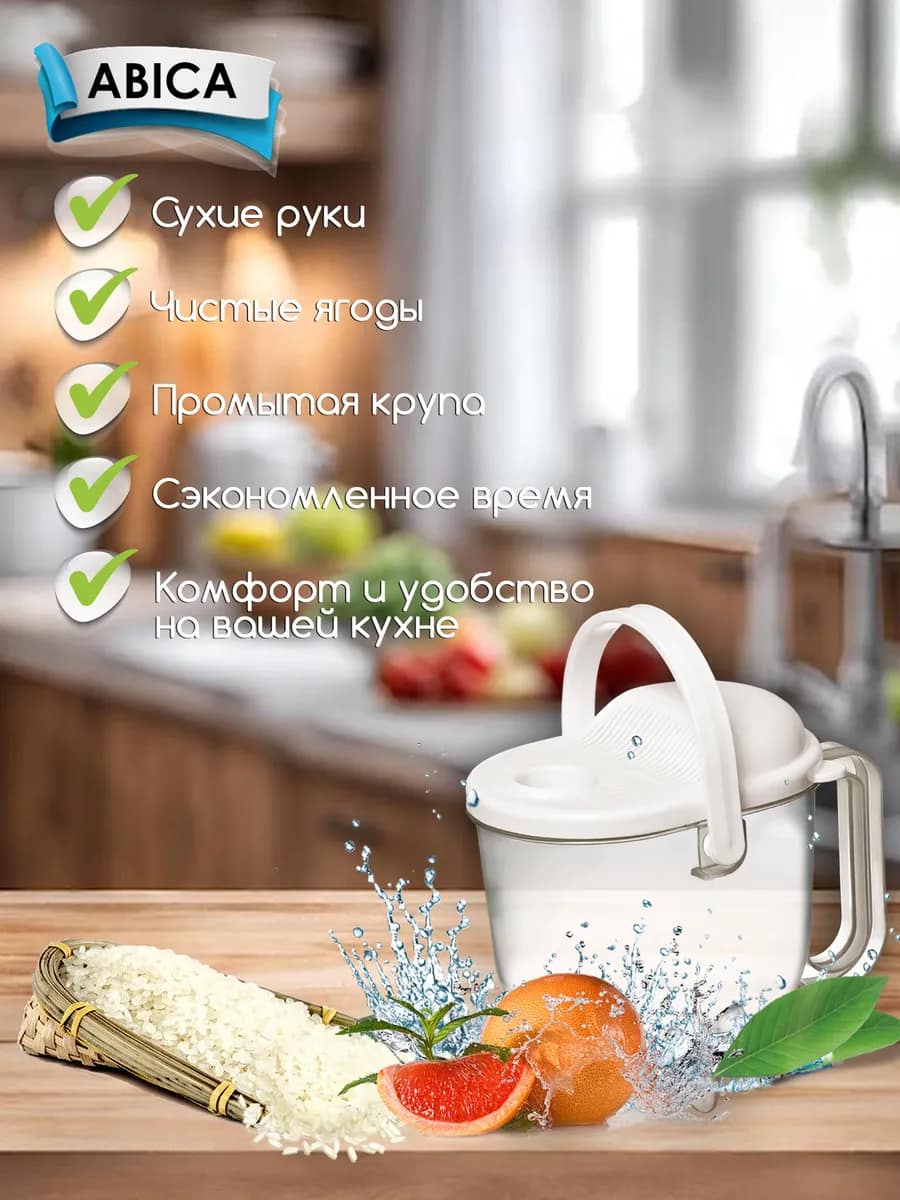 ABICA
Сухие руки
Чистые ягоды
Промытая крупа
Сэкономленное время
Комфорт и удобство
на вашей кухне